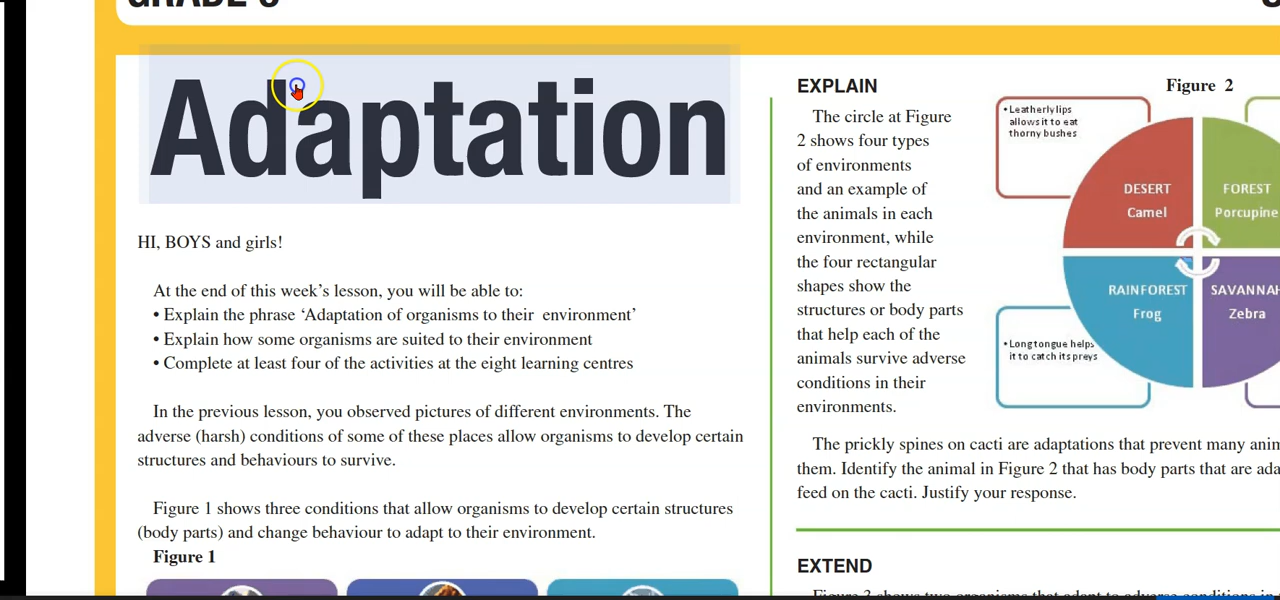 Adaptation
HI, BOYS and girls!
At the end of this week's lesson, you will be able to:
• Explain the phrase 'Adaptation of organisms to their environment'
• Explain how some organisms are suited to their environment
• Complete at least four of the activities at the eight learning centres
In the previous lesson, you observed pictures of different environments. The
adverse (harsh) conditions of some of these places allow organisms to develop certain
structures and behaviours to survive.
Figure 1 shows three conditions that allow organisms to develop certain structures
(body parts) and change behaviour to adapt to their environment.
Figure 1
EXPLAIN
The circle at Figure
2 shows four types
of environments
and an example of
the animals in each
environment, while
the four rectangular
shapes show the
structures or body parts
that help each of the
animals survive adverse
conditions in their
environments.
Figure 2
• Leatherly lips
allows it to eat
thorny bushes
DESERT
Camel
FOREST
Porcupine
RAINFOREST
Frog
SAVANNAH
Zebra
• Long tongue helps
it to catch its preys
The prickly spines on cacti are adaptations that prevent many
them. Identify the animal in Figure 2 that has body parts that are
feed on the cacti. Justify your response.
EXTEND